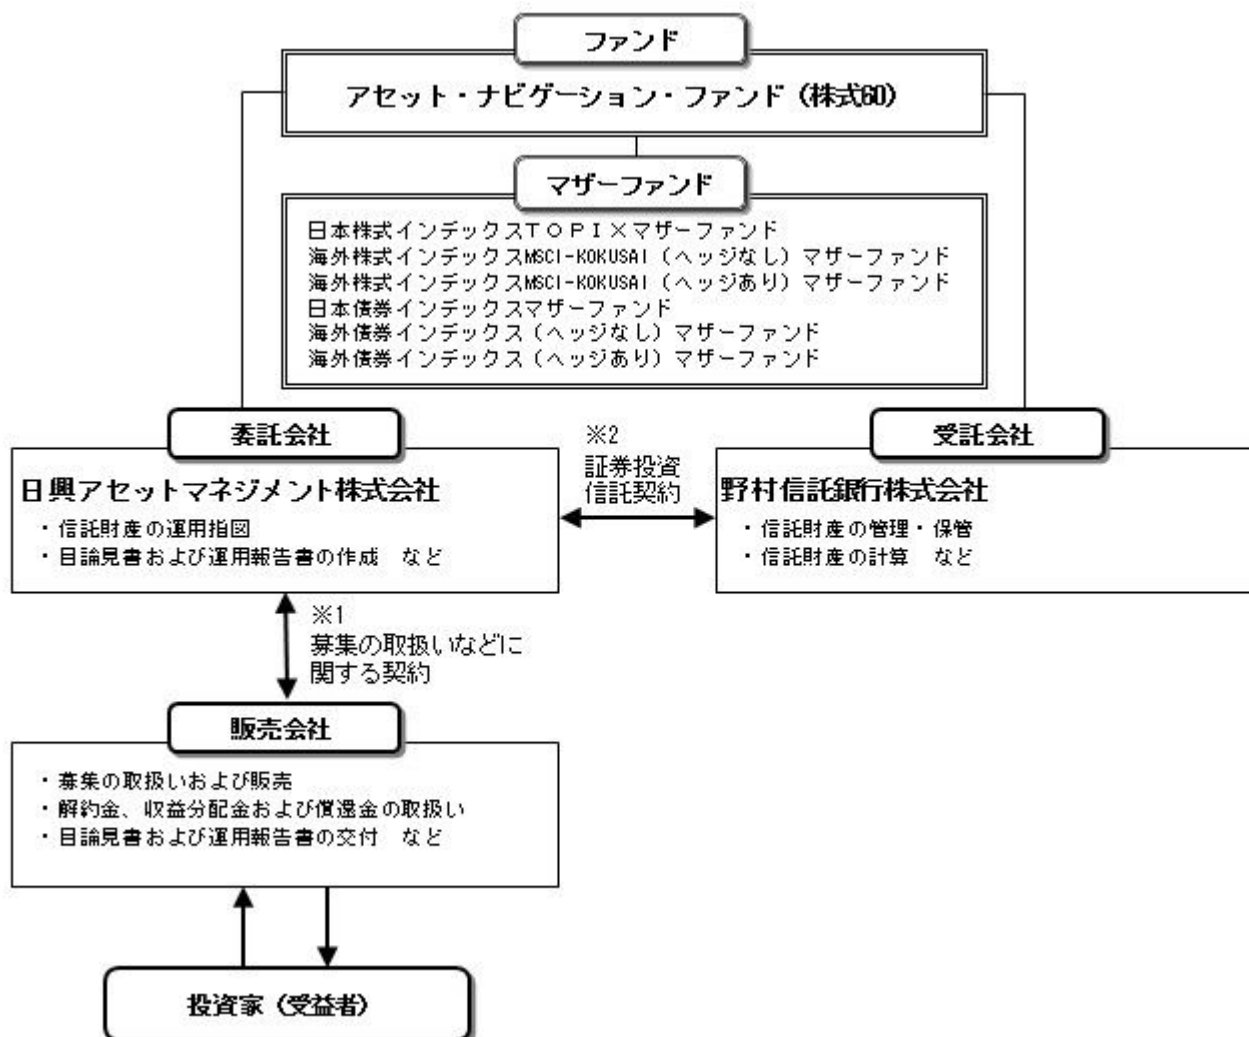 ファンド
アセット・ナビゲーション・ファンド（株式60）
マザーファンド
日本株式インデックスＴＯＰＩＸマザーファンド
海外株式インデックスMSCI-KOKUSAI（ヘッジなし）マザーファンド
海外株式インデックスMSCI-KOKUSAI（ヘッジあり）マザーファンド
日本債券インデックスマザーファンド
海外債券インデックス（ヘッジなし）マザーファンド
海外債券インデックス（ヘッジあり）マザーファンド
委託会社
日興アセットマネジメント株式会社
・信託財産の運用指図
・目論見書および運用報告書の作成　など
※2
証券投資
信託契約
受託会社
野村信託銀行株式会社
・信託財産の管理・保管
・信託財産の計算　など
※1
募集の取扱いなどに
関する契約
販売会社
・募集の取扱いおよび販売
・解約金、収益分配金および償還金の取扱い
・目論見書および運用報告書の交付　など
投資家（受益者）